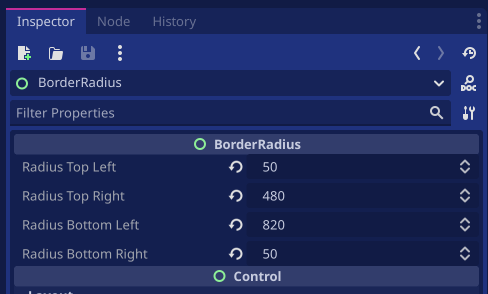 Inspector Node History
BorderRadius
DOC
Filter Properties
BorderRadius
Radius Top Left 50
Radius Top Right 480
Radius Bottom Left 820
Radius Bottom Right 50
Control